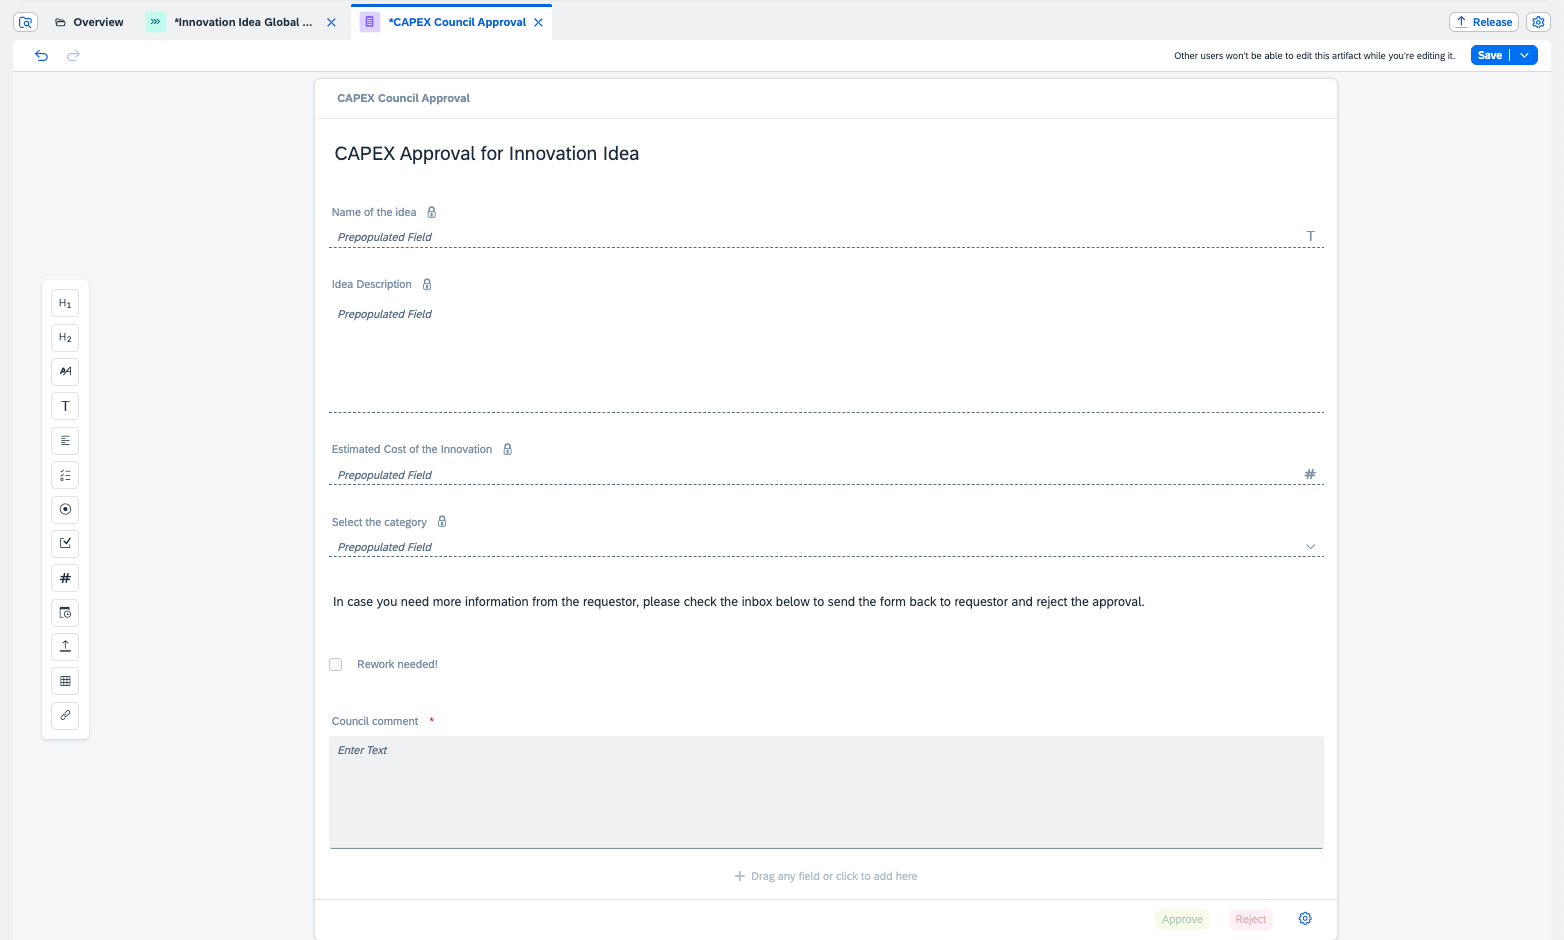 Overview
*Innovation Idea Global ...
*CAPEX Council Approval
Release
Other users won't be able to edit this artifact while you're editing it.
Save
CAPEX Council Approval
CAPEX Approval for Innovation Idea
Name of the idea
Prepopulated Field
T
Idea Description
Prepopulated Field
H1
H2
AA
T
Estimated Cost of the Innovation
Prepopulated Field
#
Select the category
Prepopulated Field
#
In case you need more information from the requestor, please check the inbox below to send the form back to requestor and reject the approval.
Rework needed!
Council comment *
Enter Text
+ Drag any field or click to add here
Approve
Reject